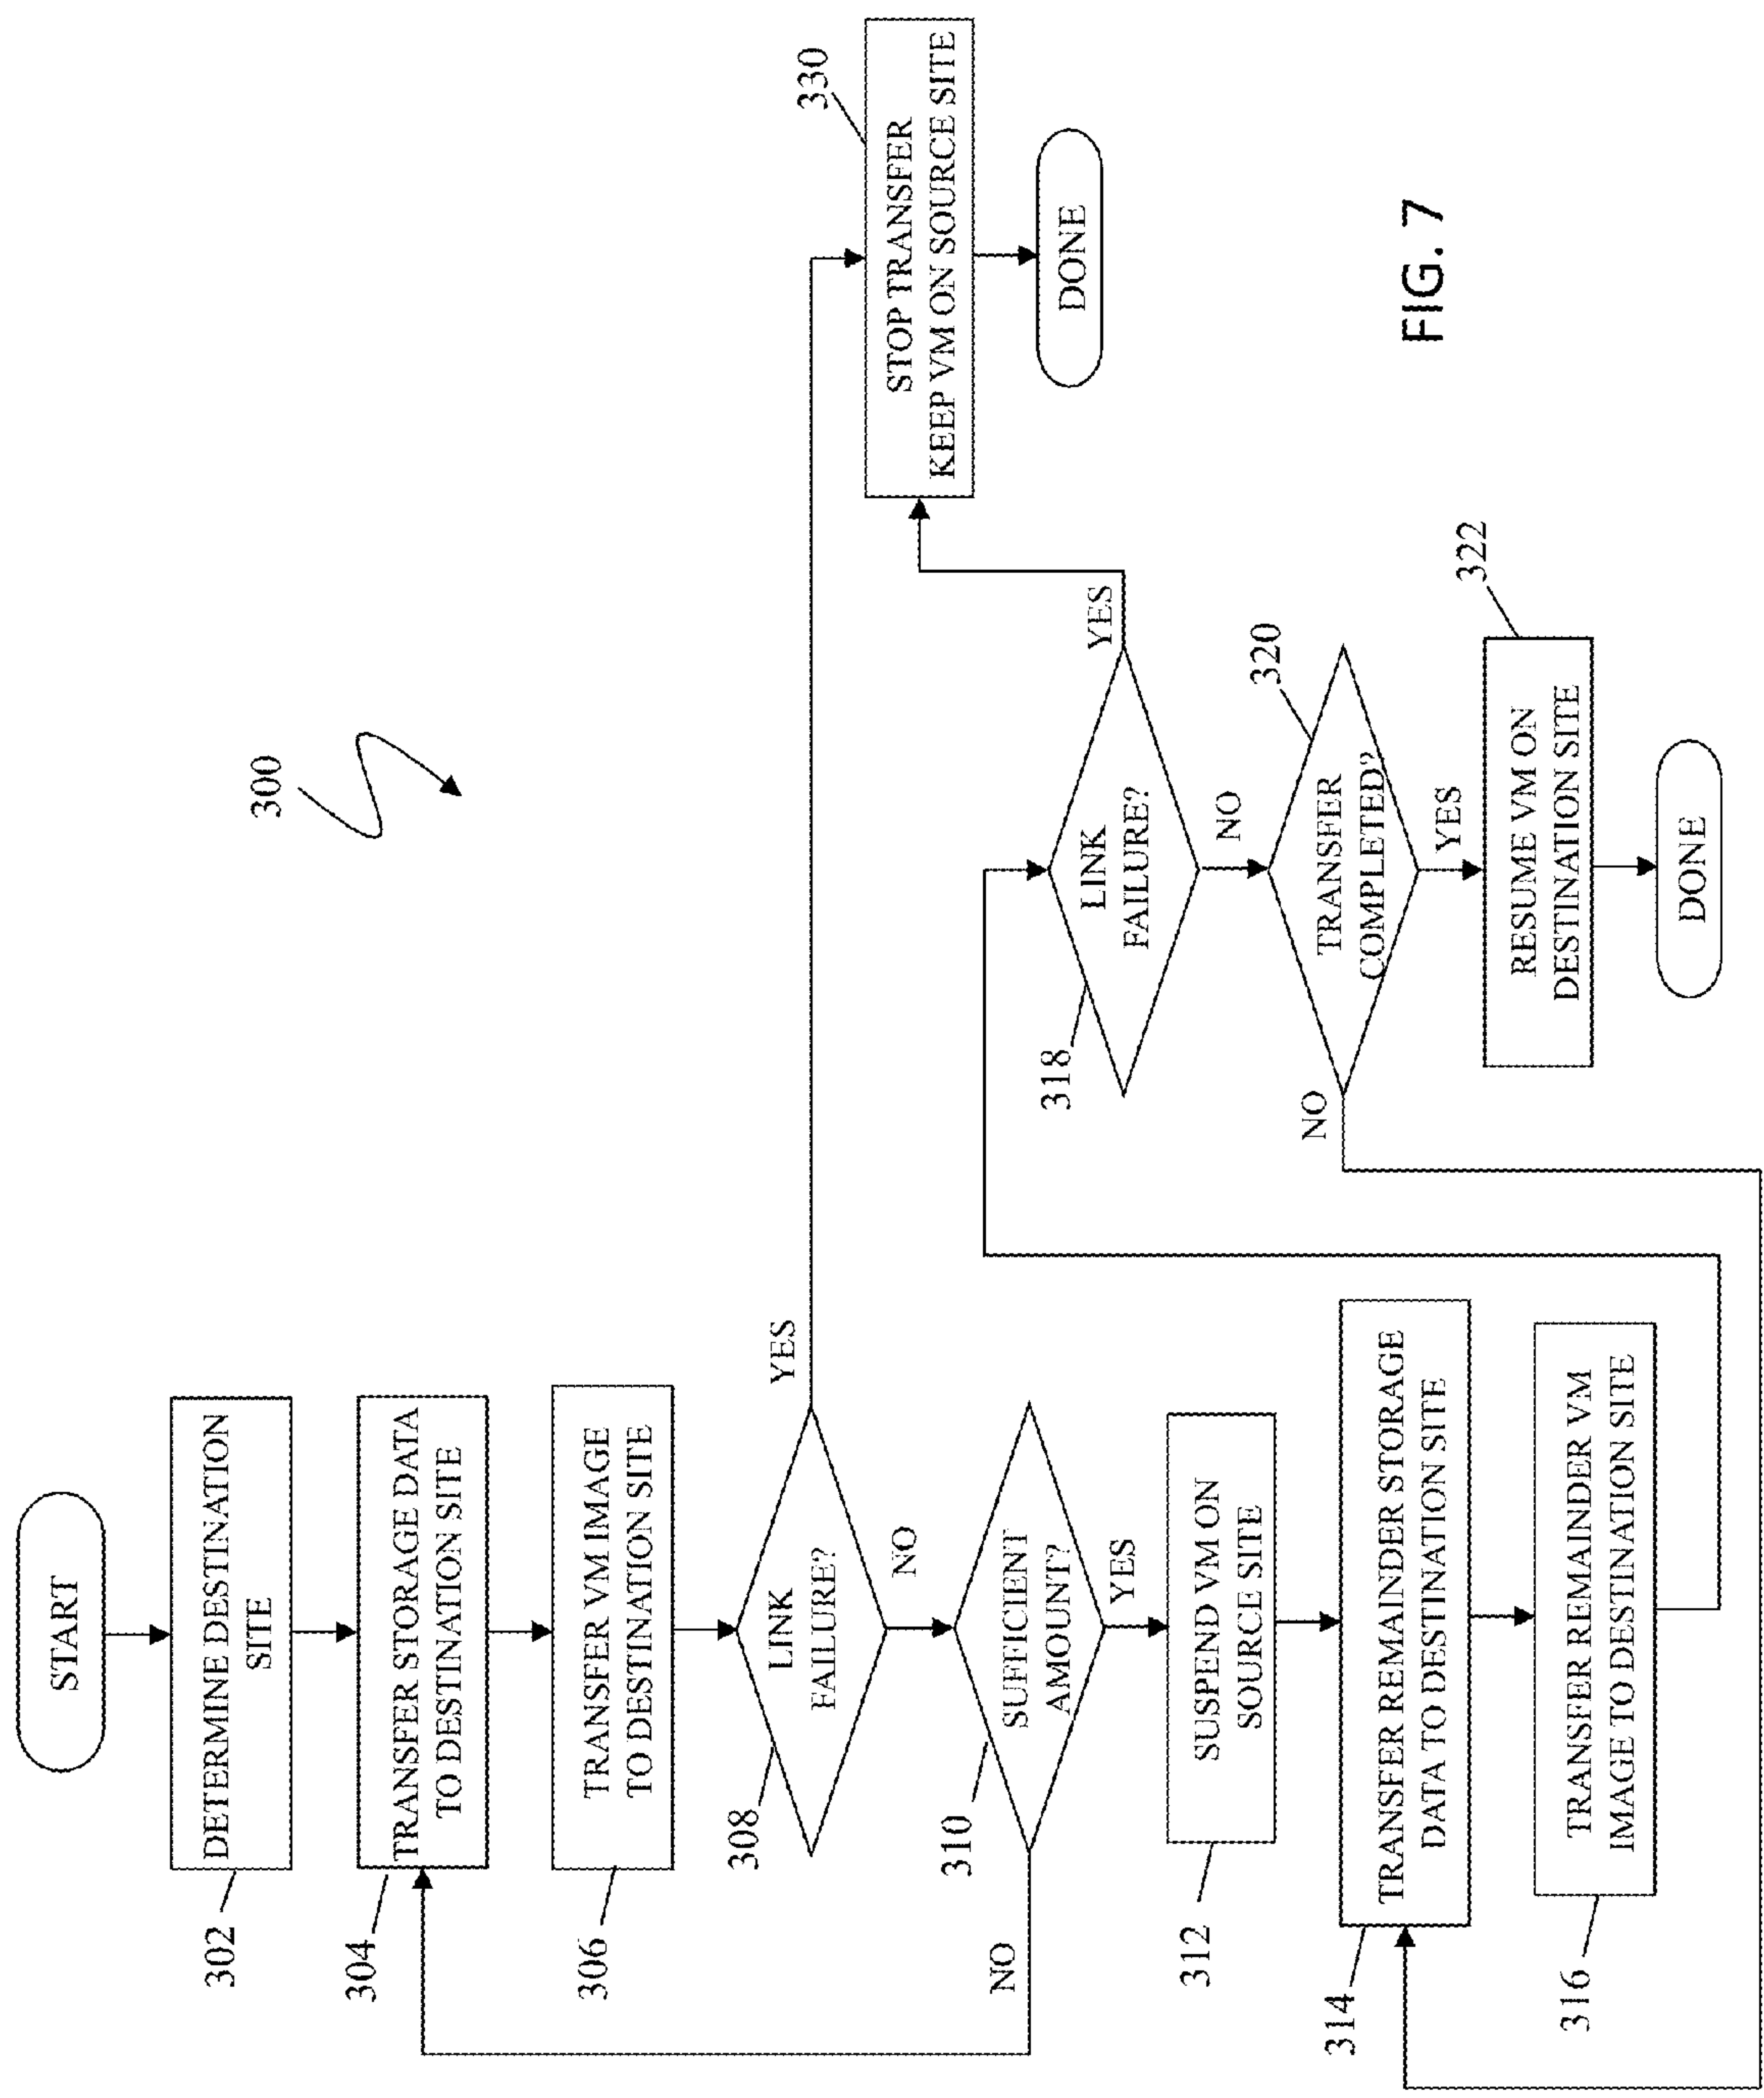 300
START
302
DETERMINE DESTINATION
SITE
304
TRANSFER STORAGE DATA
TO DESTINATION SITE
306
TRANSFER VM IMAGE
TO DESTINATION SITE
308
LINK
FAILURE?
YES
NO
310
SUFFICIENT
AMOUNT?
NO
YES
312
SUSPEND VM ON
SOURCE SITE
314
TRANSFER REMAINDER STORAGE
DATA TO DESTINATION SITE
316
TRANSFER REMAINDER VM
IMAGE TO DESTINATION SITE
318
LINK
FAILURE?
YES
NO
320
TRANSFER
COMPLETED?
NO
YES
322
RESUME VM ON
DESTINATION SITE
DONE
330
STOP TRANSFER
KEEP VM ON SOURCE SITE
DONE
FIG. 7